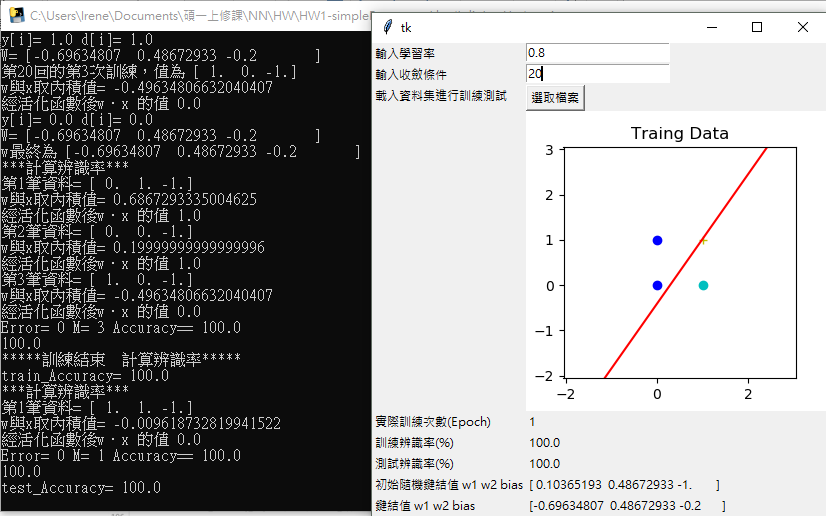 C:\Users\Irene\Documents\碩一上修課\NN\HW\HW1-simple
y[i]= 1.0 d[i]= 1.0
W= [-0.69634807 0.48672933 -0.2 ]
第20回的第3次訓練，值為 [ 1. 0. -1.]
w與x取內積值= -0.49634806632040407
經活化函數後w‧x 的值 0.0
y[i]= 0.0 d[i]= 0.0
W= [-0.69634807 0.48672933 -0.2 ]
w最終為 [-0.69634807 0.48672933 -0.2 ]
***計算辨識率***
第1筆資料= [ 0. 1. -1.]
w與x取內積值= 0.6867293335004625
經活化函數後w‧x 的值 1.0
第2筆資料= [ 0. 0. -1.]
w與x取內積值= 0.19999999999999996
經活化函數後w‧x 的值 1.0
第3筆資料= [ 1. 0. -1.]
w與x取內積值= -0.49634806632040407
經活化函數後w‧x 的值 0.0
Error= 0 M= 3 Accuracy== 100.0
100.0
*****訓練結束 計算辨識率*****
train_Accuracy= 100.0
***計算辨識率***
第1筆資料= [ 1. 1. -1.]
w與x取內積值= -0.009618732819941522
經活化函數後w‧x 的值 0.0
Error= 0 M= 1 Accuracy== 100.0
100.0
test_Accuracy= 100.0
tk
輸入學習率 0.8
輸入收斂條件 20
載入資料集進行訓練測試 選取檔案
Traing Data
3
2
1
0
−1
−2
−2 0 2
實際訓練次數(Epoch) 1
訓練辨識率(%) 100.0
測試辨識率(%) 100.0
初始隨機鍵結值 w1 w2 bias [ 0.10365193 0.48672933 -1. ]
鍵結值 w1 w2 bias [-0.69634807 0.48672933 -0.2 ]